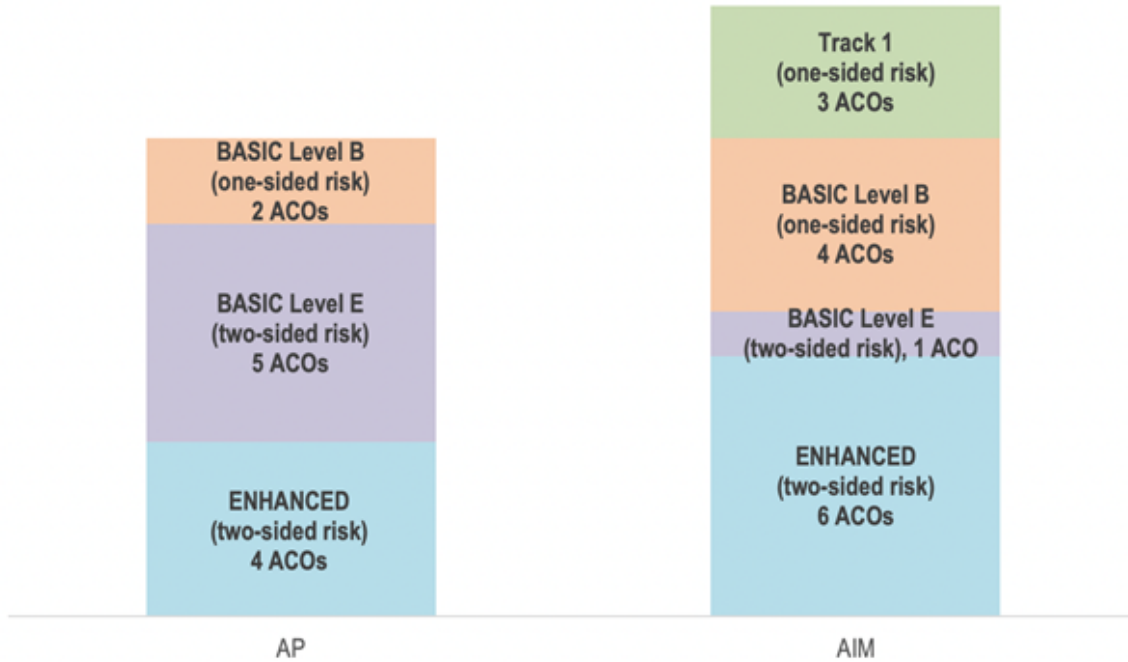 BASIC Level B
(one-sided risk)
2 ACOs
BASIC Level E
(two-sided risk)
5 ACOs
ENHANCED
(two-sided risk)
4 ACOs
AP
Track 1
(one-sided risk)
3 ACOs
BASIC Level B
(one-sided risk)
4 ACOs
BASIC Level E
(two-sided risk), 1 ACO
ENHANCED
(two-sided risk)
6 ACOs
AIM